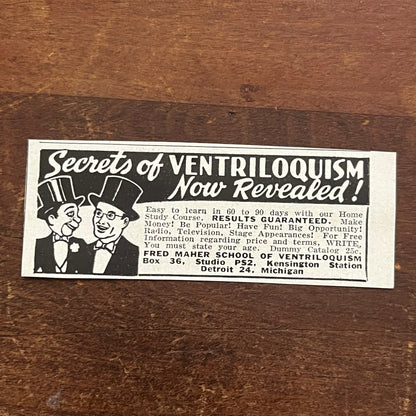 Secrets of VENTRILOQUISM
Now Revealed!
Easy to learn in 60 to 90 days with our Home
Study Course. RESULTS GUARANTEED. Make
Money! Be Popular! Have Fun! Big Opportunity!
Radio, Television, Stage Appearances! For Free
Information regarding price and terms, WRITE,
You must state your age. Dummy Catalog 25c.
FRED MAHER SCHOOL OF VENTRILOQUISM
Box 36, Studio PS2, Kensington Station
Detroit 24, Michigan